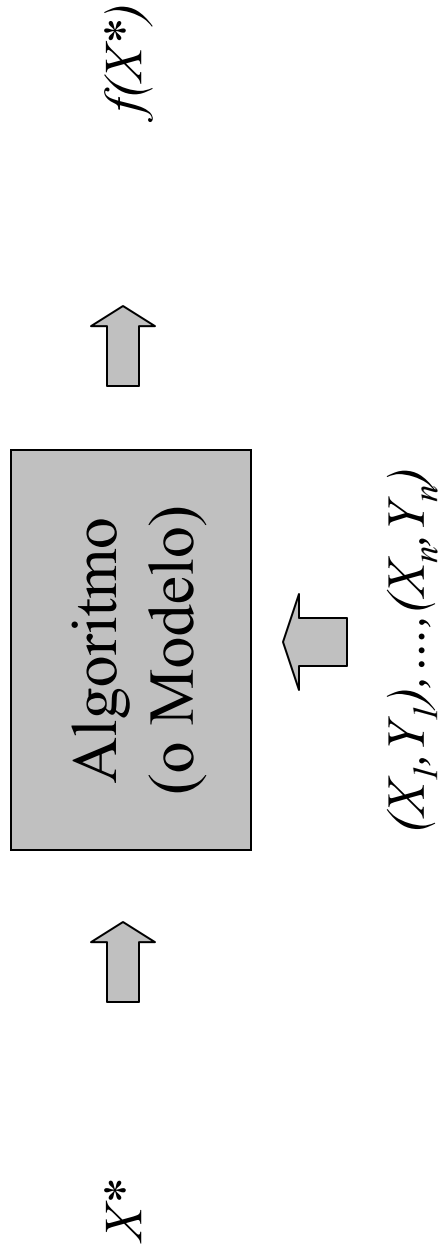 X*
Algoritmo
(o Modelo)
f(X*)
(X₁, Y₁),...,(Xₙ, Yₙ)